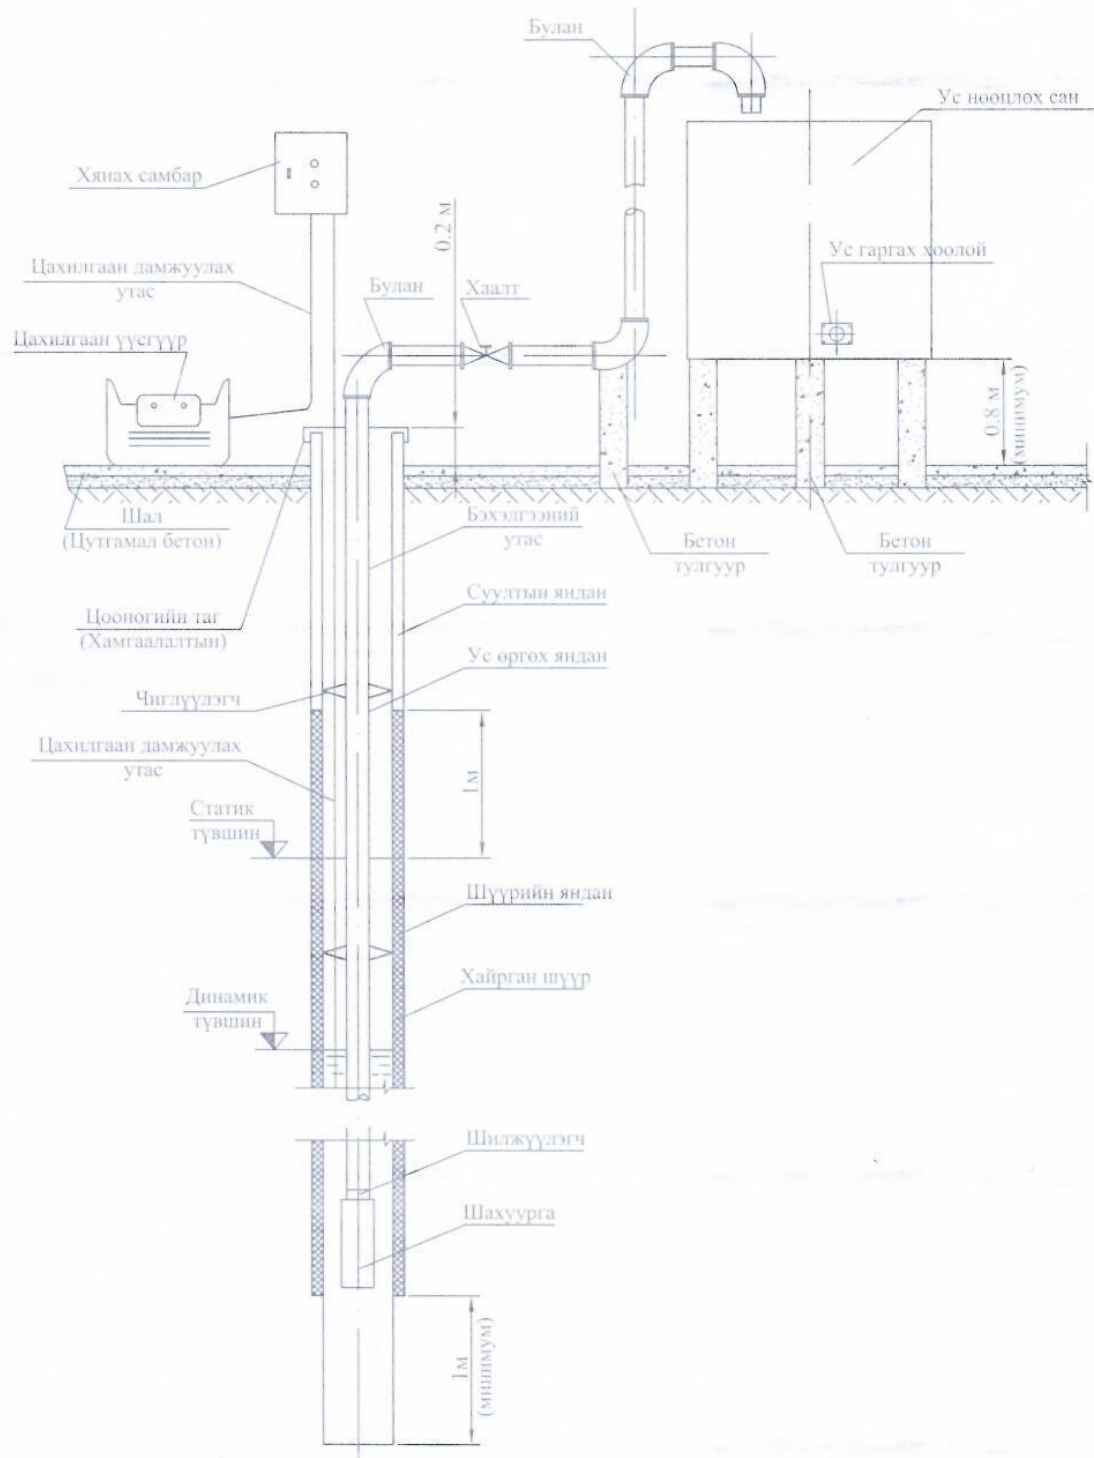 Булан
Ус нөөцлөх сан
Хянах самбар
0.2 м
Ус гаргах хоолой
Цахилгаан дамжуулах
утас
Булан
Хаалт
Цахилгаан үүсгүүр
0.8 м
(минимум)
Шал
(Цутгамал бетон)
Бэхэлгээний
утас
Бетон
тулгуур
Бетон
тулгуур
Суултын яндан
Цооногийн таг
(Хамгаалалтын)
Ус өргөх яндан
Чиглүүлэгч
Цахилгаан дамжуулах
утас
1м
Статик
түвшин
Шүүрийн яндан
Хайрган шүүр
Динамик
түвшин
Шилжүүлэгч
Шахуурга
1м
(минимум)